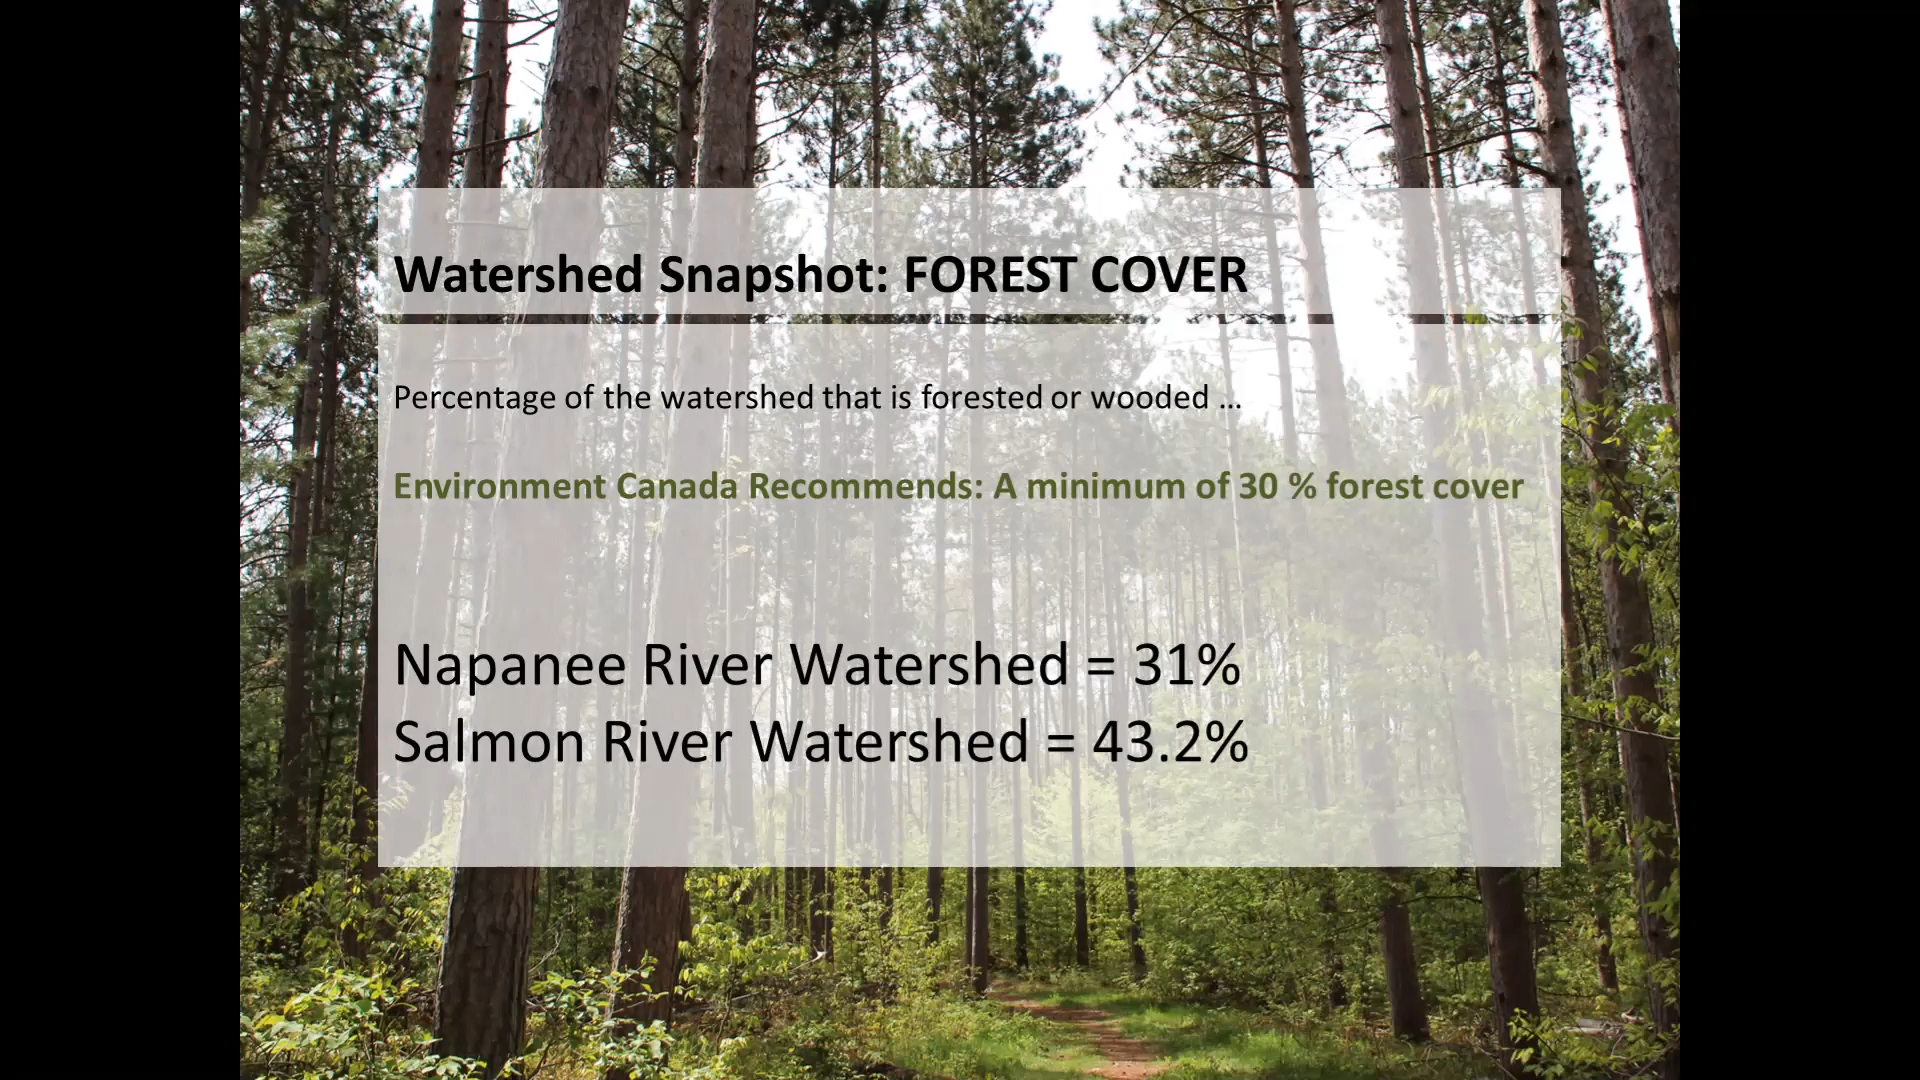 Watershed Snapshot: FOREST COVER
Percentage of the watershed that is forested or wooded ...
Environment Canada Recommends: A minimum of 30 % forest cover
Napanee River Watershed = 31%
Salmon River Watershed = 43.2%